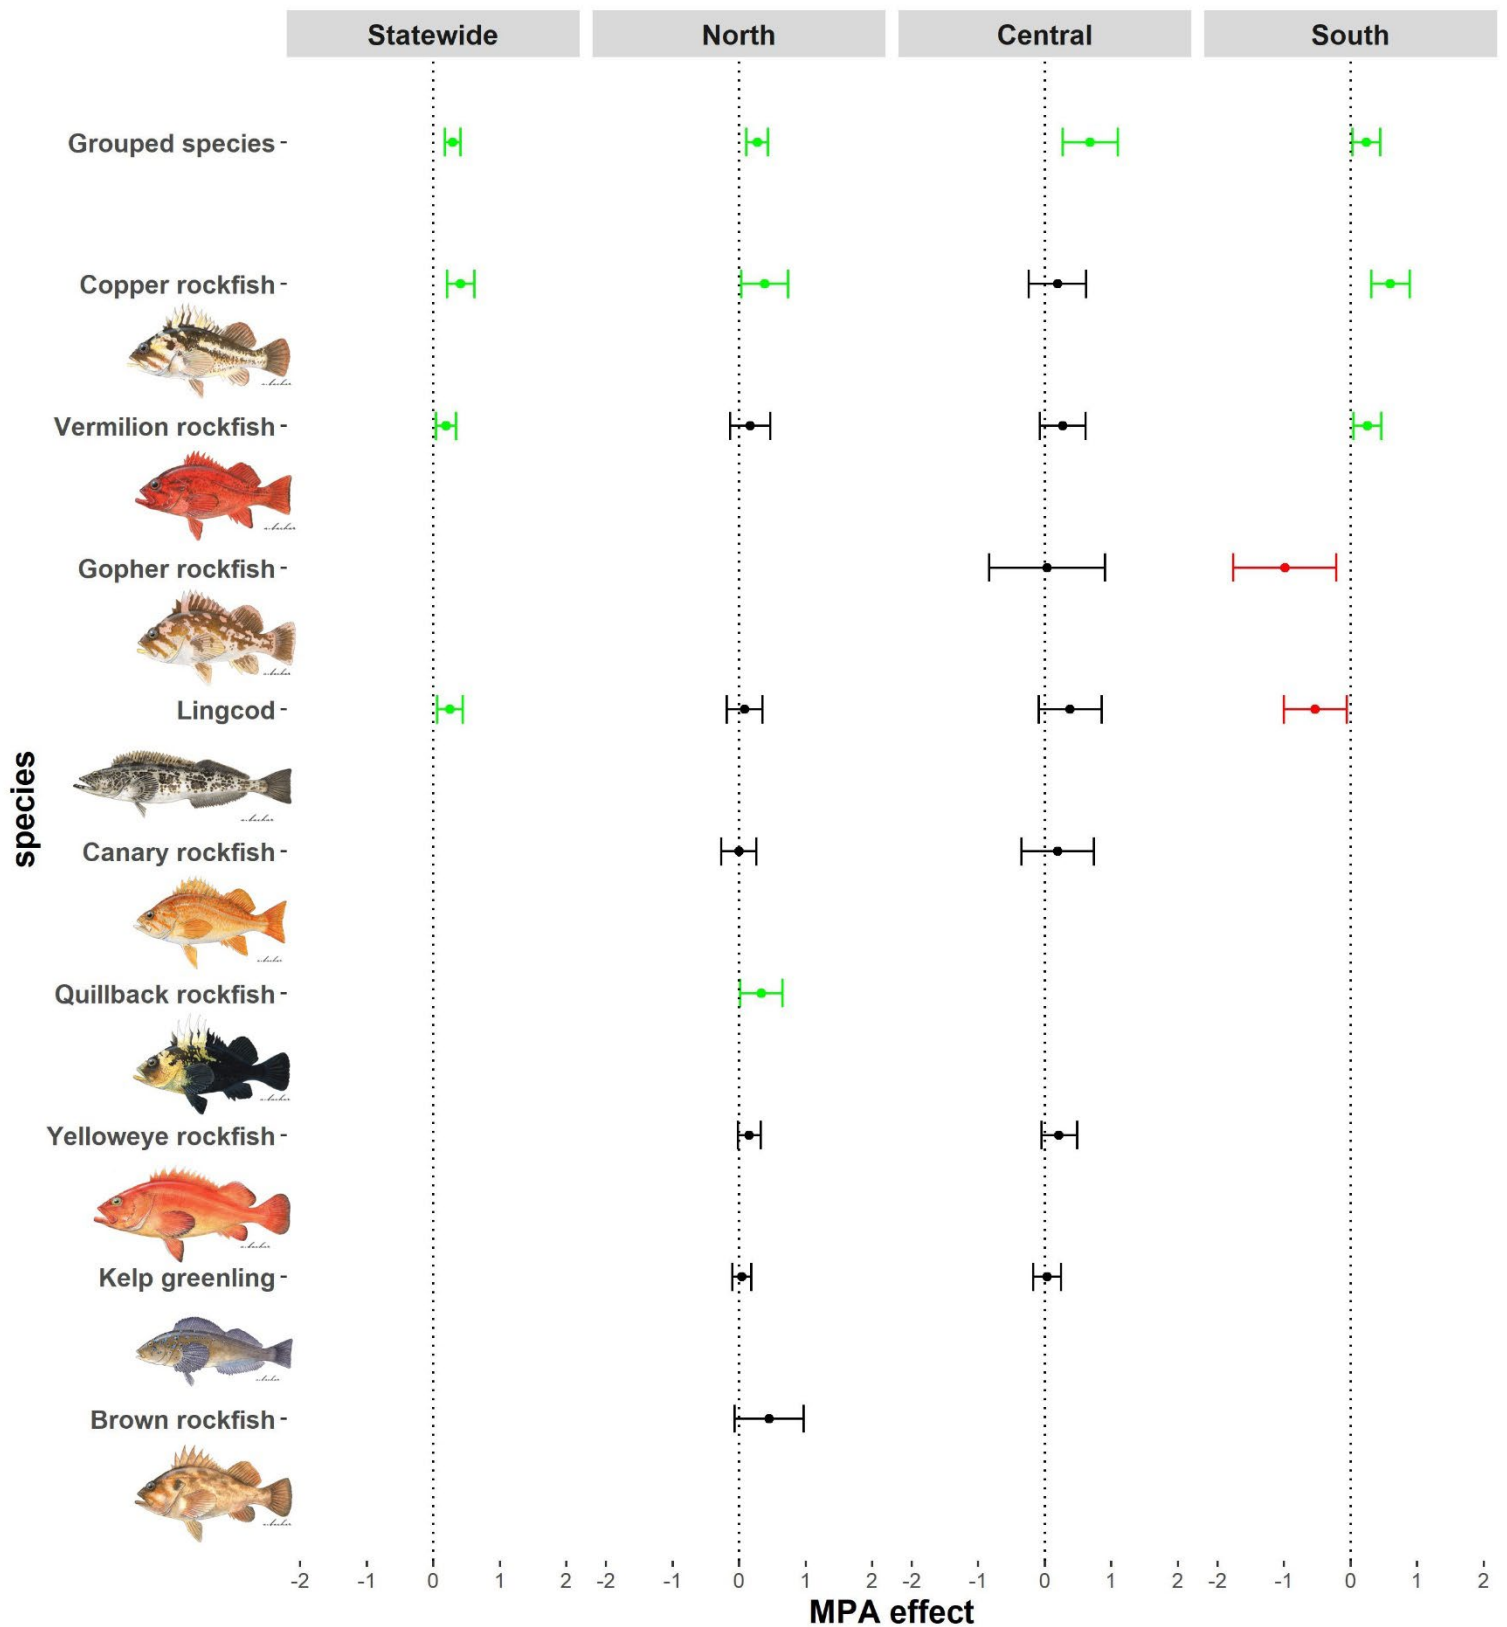 Statewide North Central South
Grouped species
Copper rockfish
Vermilion rockfish
Gopher rockfish
Lingcod
Canary rockfish
Quillback rockfish
Yelloweye rockfish
Kelp greenling
Brown rockfish
species
-2 -1 0 1 2 -2 -1 0 1 2 -2 -1 0 1 2 -2 -1 0 1 2
MPA effect